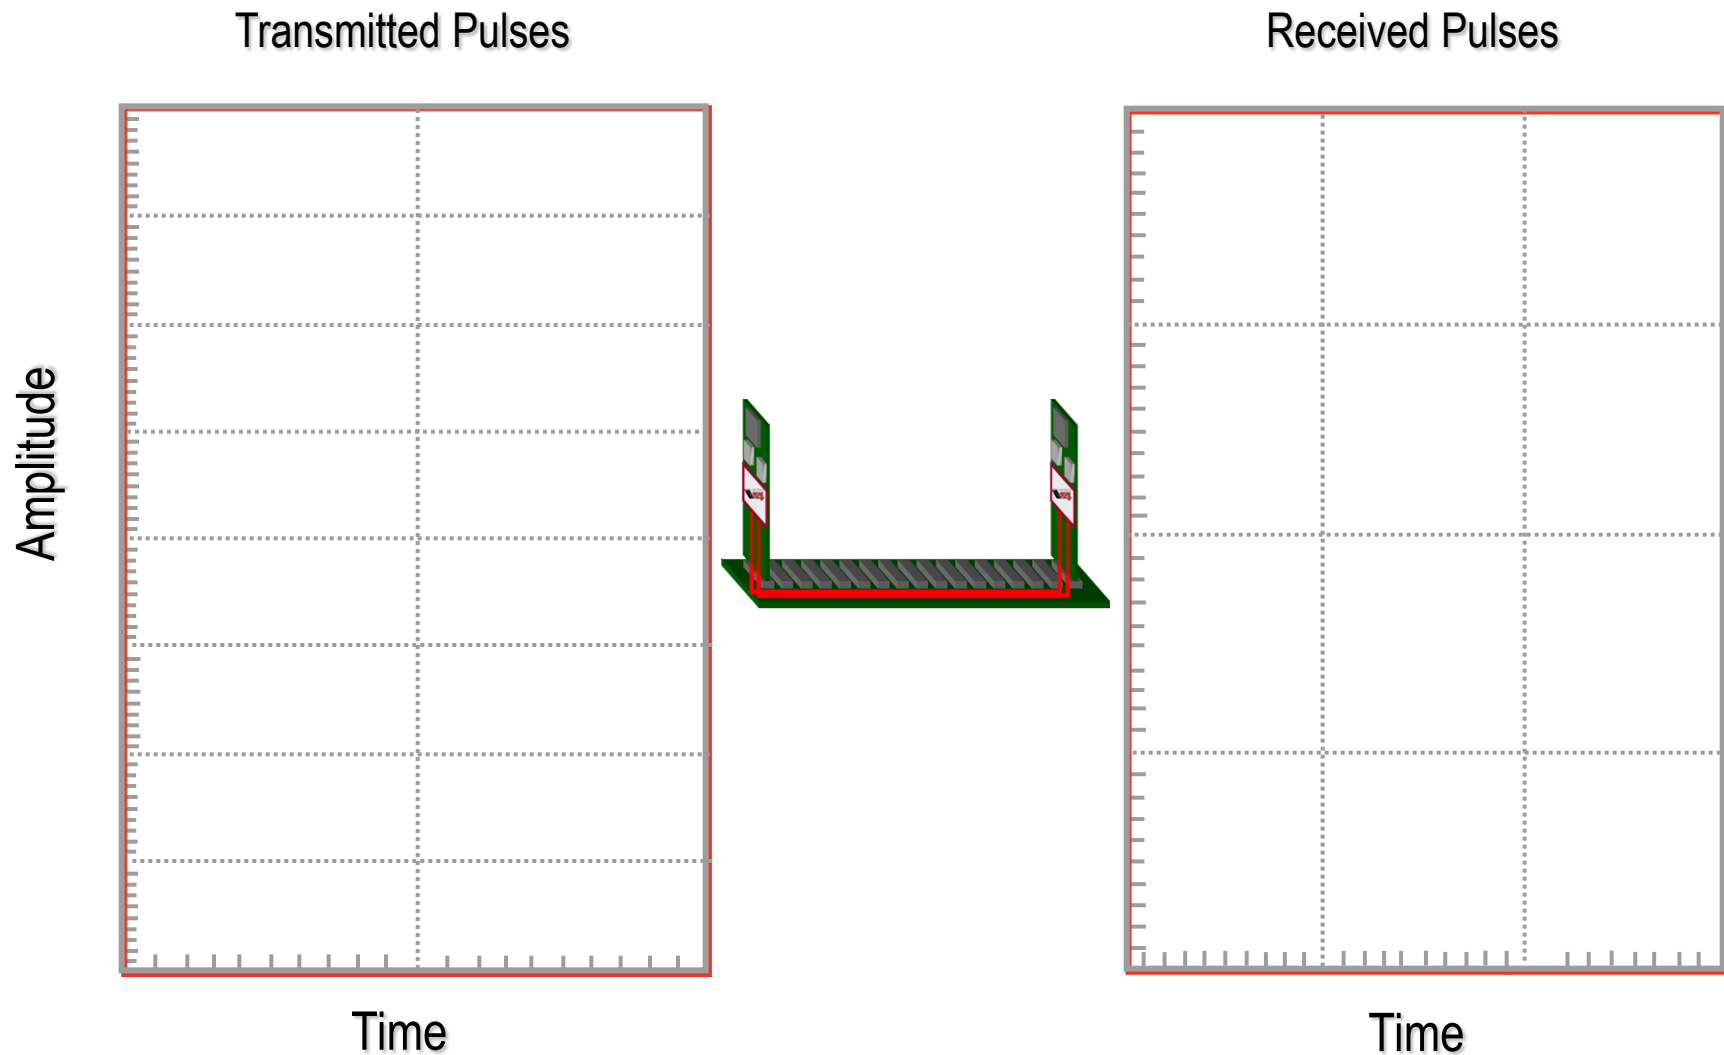 Transmitted Pulses
Received Pulses
Amplitude
Time
Time